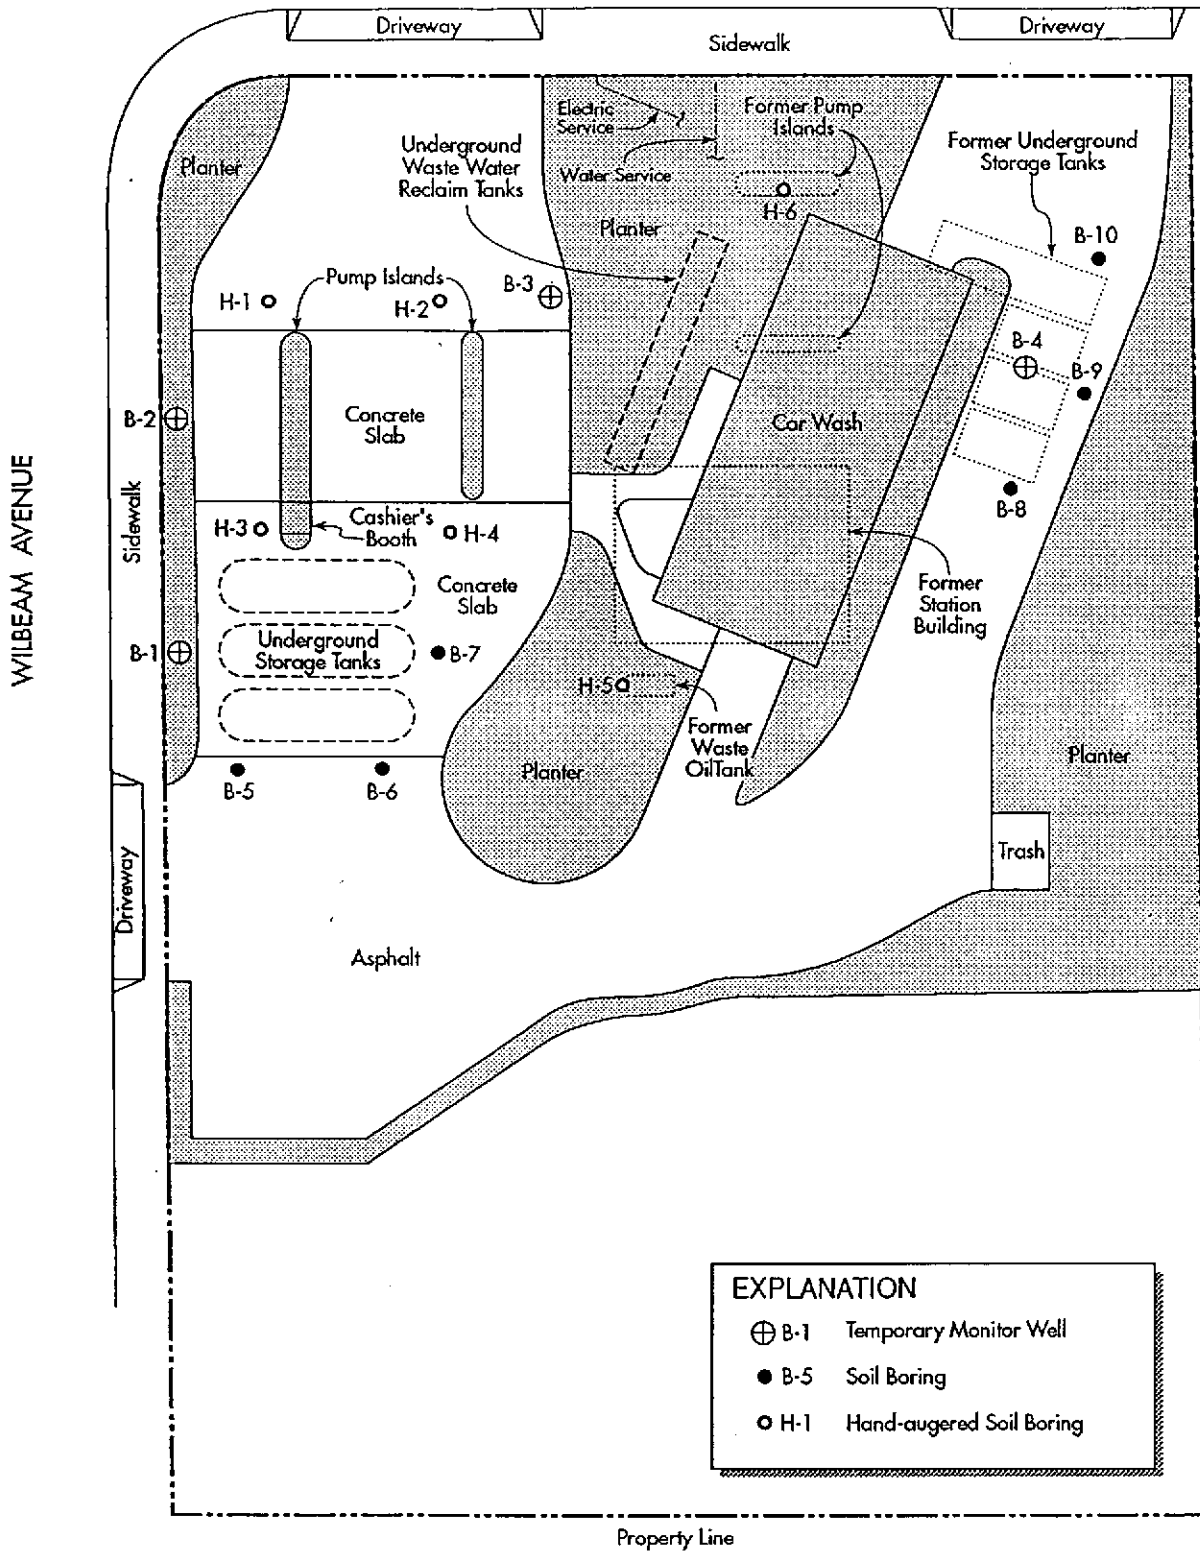 Driveway
Sidewalk
Driveway
Planter
Underground
Waste Water
Reclaim Tanks
Electric
Service
Water Service
Former Pump
Islands
H-6
Former Underground
Storage Tanks
B-10
Planter
H-1
Pump Islands
H-2
B-3
B-4
B-9
B-2
Concrete
Slab
Car Wash
WILBEAM AVENUE
Sidewalk
H-3
Cashier's
Booth
H-4
B-8
Concrete
Slab
Former
Station
Building
B-1
Underground
Storage Tanks
B-7
H-5
Former
Waste
Oil Tank
B-5
B-6
Planter
Planter
Driveway
Trash
Asphalt
EXPLANATION
B-1 Temporary Monitor Well
B-5 Soil Boring
H-1 Hand-augered Soil Boring
Property Line